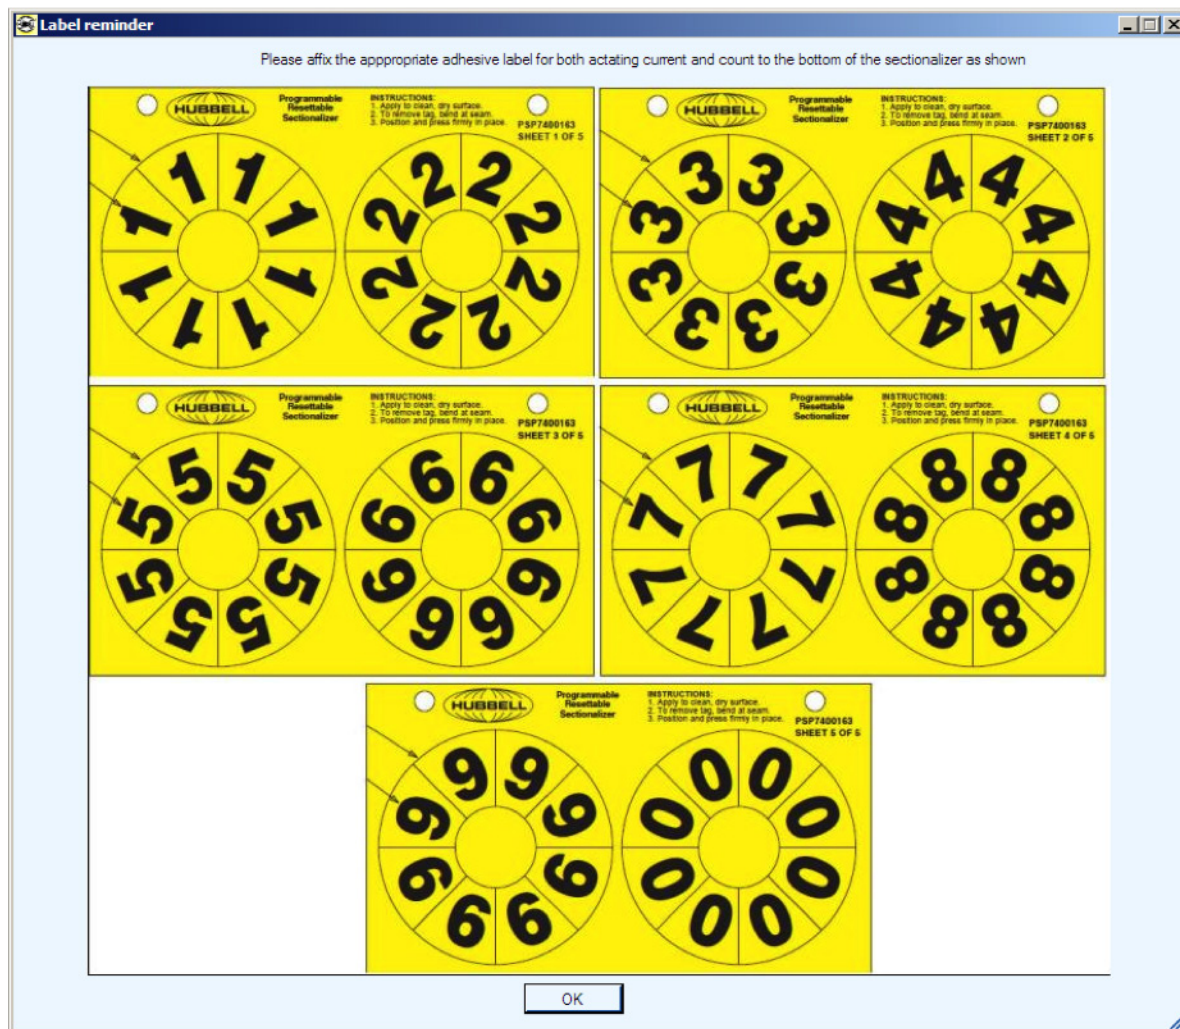 Label reminder
Please affix the apppropriate adhesive label for both actating current and count to the bottom of the sectionalizer as shown
HUBBELL
Programmable
Resettable
Sectionalizer
INSTRUCTIONS:
1. Apply to clean, dry surface.
2. To remove tag, bend at seam.
3. Position and press firmly in place.
PSP7400163
SHEET 1 OF 5
1 1 1 1 1 1 1 1
2 2 2 2 2 2 2 2
HUBBELL
Programmable
Resettable
Sectionalizer
INSTRUCTIONS:
1. Apply to clean, dry surface.
2. To remove tag, bend at seam.
3. Position and press firmly in place.
PSP7400163
SHEET 2 OF 5
3 3 3 3 3 3 3 3
4 4 4 4 4 4 4 4
HUBBELL
Programmable
Resettable
Sectionalizer
INSTRUCTIONS:
1. Apply to clean, dry surface.
2. To remove tag, bend at seam.
3. Position and press firmly in place.
PSP7400163
SHEET 3 OF 5
5 5 5 5 5 5 5 5
6 6 6 6 6 6 6 6
HUBBELL
Programmable
Resettable
Sectionalizer
INSTRUCTIONS:
1. Apply to clean, dry surface.
2. To remove tag, bend at seam.
3. Position and press firmly in place.
PSP7400163
SHEET 4 OF 5
7 7 7 7 7 7 7 7
8 8 8 8 8 8 8 8
HUBBELL
Programmable
Resettable
Sectionalizer
INSTRUCTIONS:
1. Apply to clean, dry surface.
2. To remove tag, bend at seam.
3. Position and press firmly in place.
PSP7400163
SHEET 5 OF 5
9 9 9 9 9 9 9 9
0 0 0 0 0 0 0 0
OK